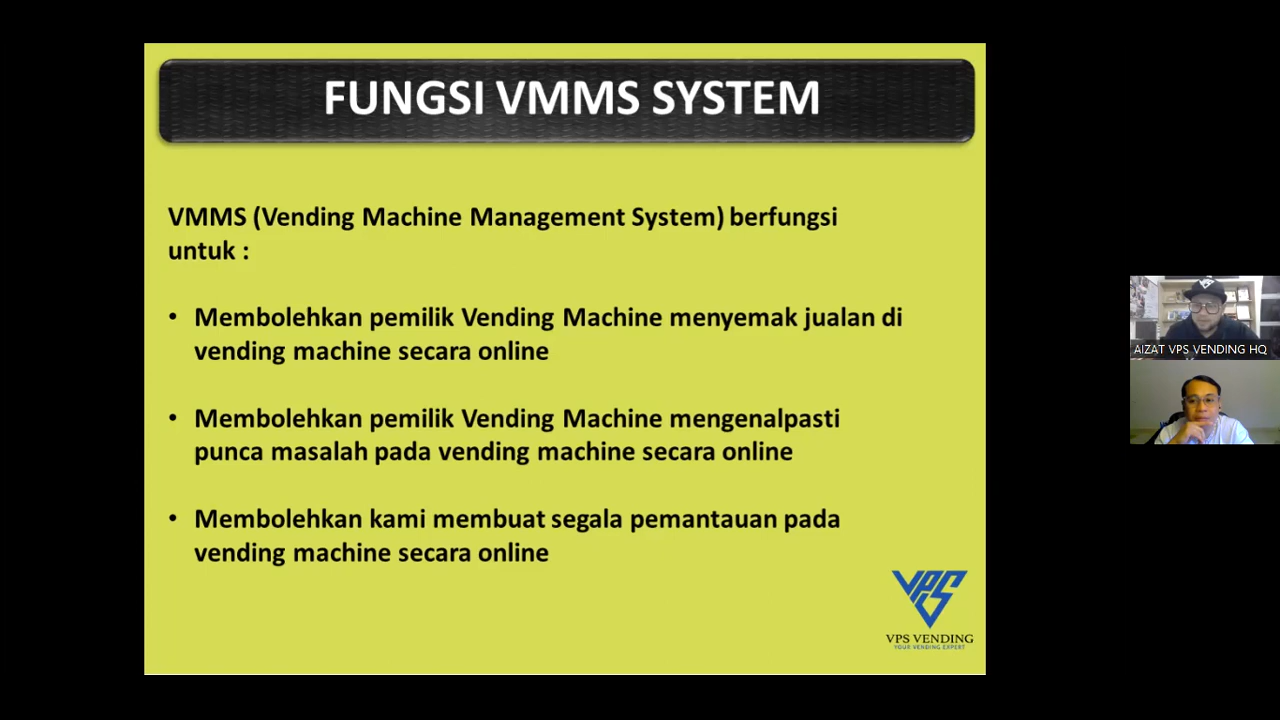 FUNGSI VMMS SYSTEM
VMMS (Vending Machine Management System) berfungsi
untuk :
• Membolehkan pemilik Vending Machine menyemak jualan di
vending machine secara online
• Membolehkan pemilik Vending Machine mengenalpasti
punca masalah pada vending machine secara online
• Membolehkan kami membuat segala pemantauan pada
vending machine secara online
VPS
VPS VENDING
YOUR VENDING EXPERT
AIZAT VPS VENDING HQ